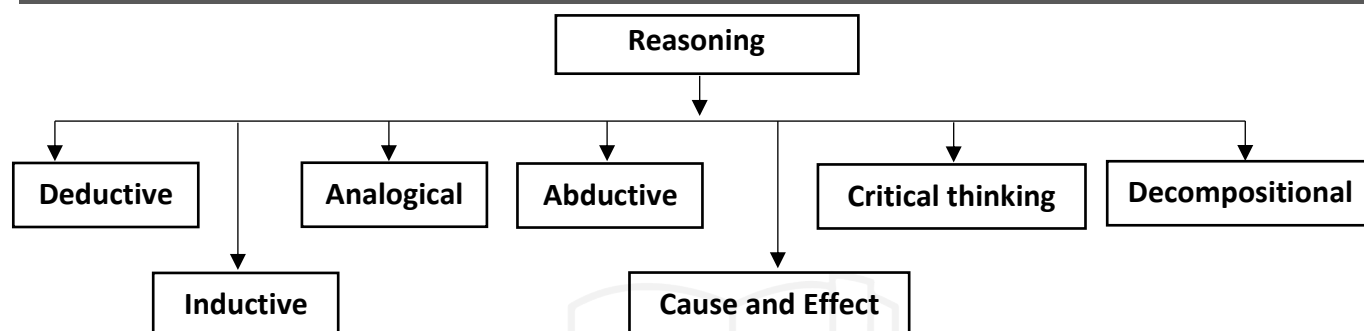 Reasoning
Deductive
Analogical
Abductive
Critical thinking
Decompositional
Inductive
Cause and Effect